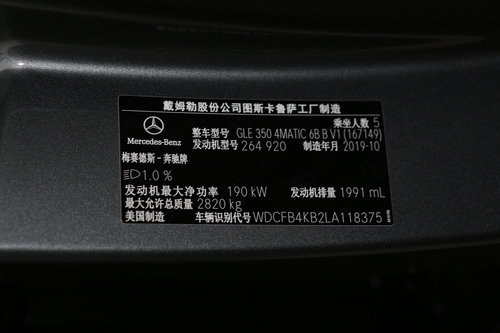 戴姆勒股份公司图斯卡鲁萨工厂制造
乘坐人数 5
整车型号 GLE 350 4MATIC 6B B V1 (167149)
Mercedes-Benz 发动机型号 264 920 制造年月 2019-10
梅赛德斯-奔驰牌
1.0 %
发动机最大净功率 190 kW 发动机排量 1991 mL
最大允许总质量 2820 kg
美国制造 车辆识别代号 WDCFB4KB2LA118375